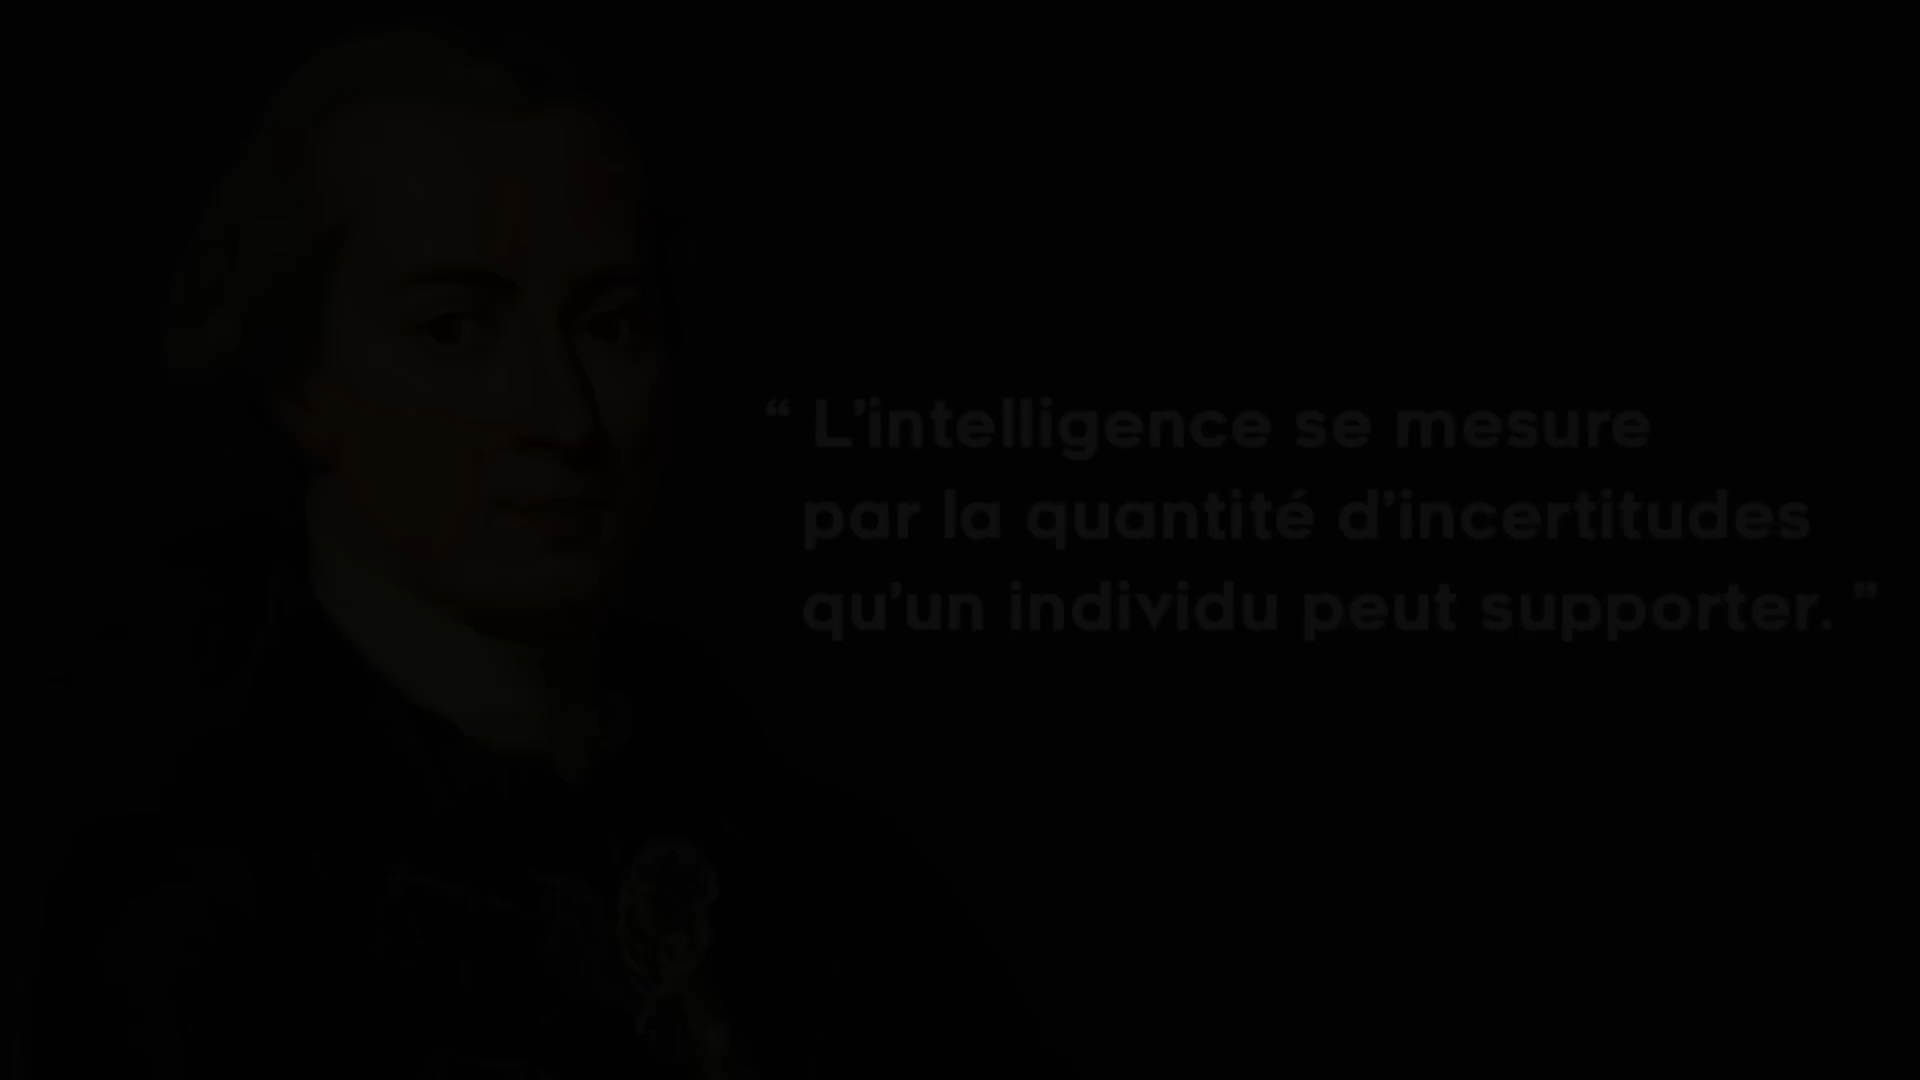 “ L’intelligence se mesure
par la quantité d’incertitudes
qu’un individu peut supporter. ”